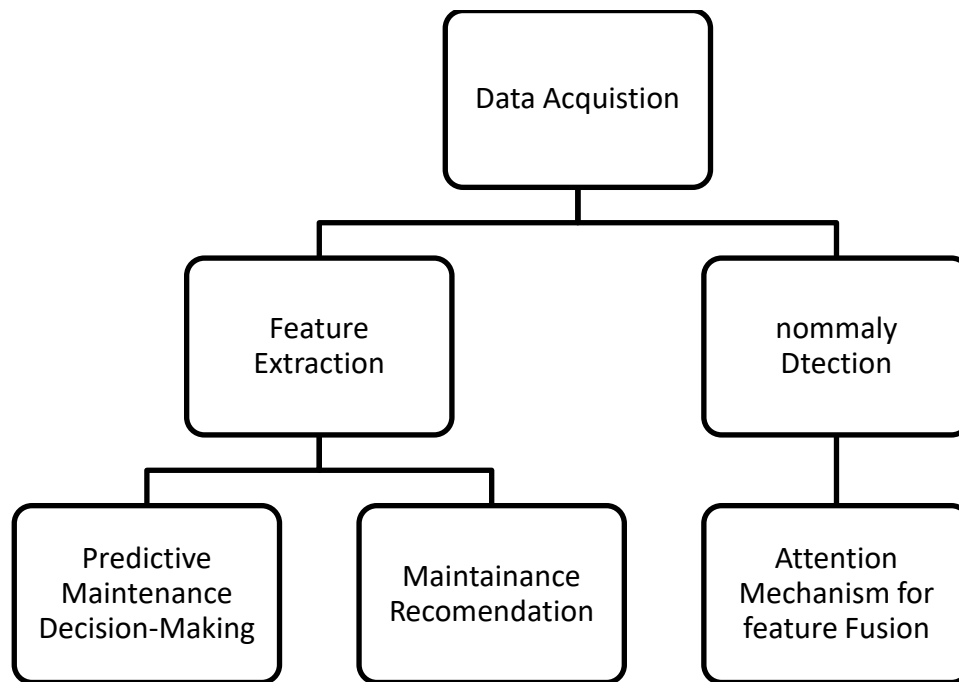 Data Acquistion
Feature
Extraction
nommaly
Dtection
Predictive
Maintenance
Decision-Making
Maintainance
Recomendation
Attention
Mechanism for
feature Fusion